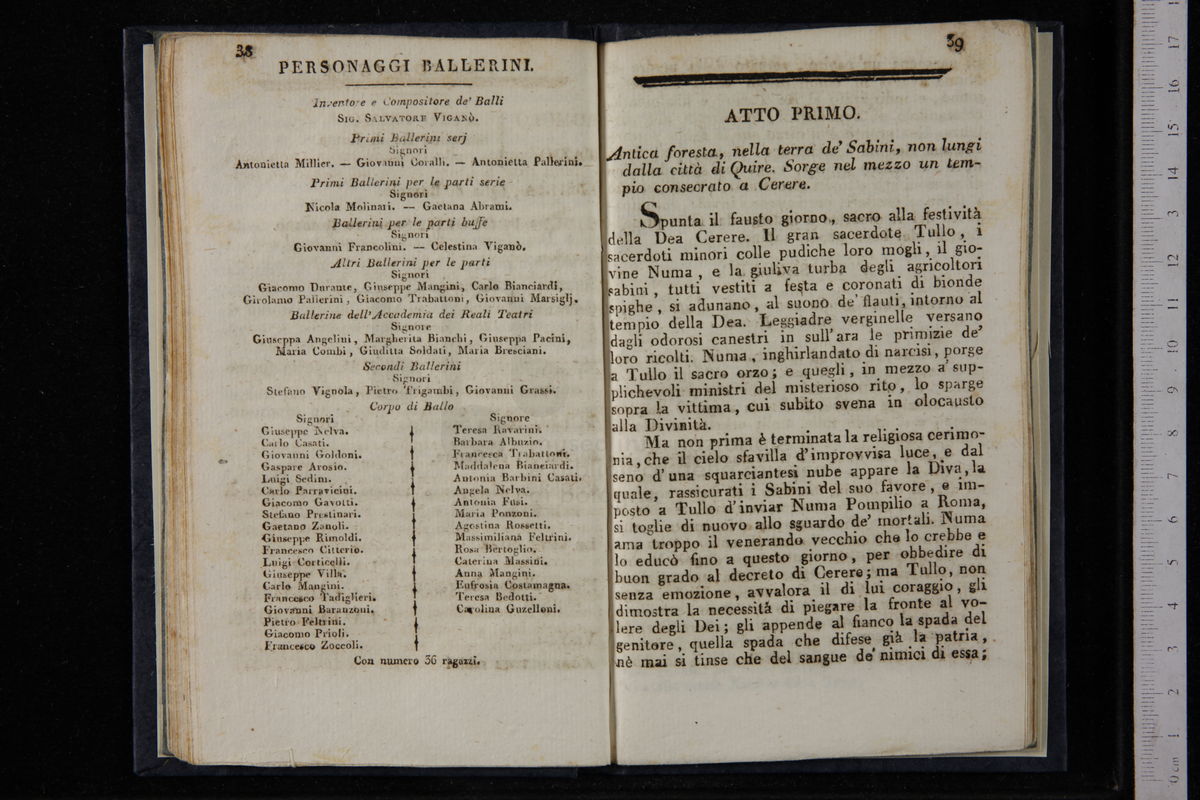 38
PERSONAGGI BALLERINI.
Inventore e Compositore de' Balli
SIG. SALVATORE VIGANÒ.
Primi Ballerini serj
Signori
Antonietta Millier. — Giovanni Coralli. — Antonietta Pallerini.
Primi Ballerini per le parti serie
Signori
Nicola Molinari. — Gaetana Abrami.
Ballerini per le parti buffe
Signori
Giovanni Francolini. — Celestina Viganò.
Altri Ballerini per le parti
Signori
Giacomo Durante, Giuseppe Mangini, Carlo Bianciardi,
Girolamo Pallerini, Giacomo Trabattoni, Giovanni Marsiglj.
Ballerine dell'Accademia dei Reali Teatri
Signore
Giuseppa Angelini, Margherita Bianchi, Giuseppa Pacini,
Maria Combi, Giuditta Soldati, Maria Bresciani.
Secondi Ballerini
Signori
Stefano Vignola, Pietro Trigambi, Giovanni Grassi.
Corpo di Ballo
Signori
Giuseppe Nelva.
Carlo Casati.
Giovanni Goldoni.
Gaspare Arosio.
Luigi Sedini.
Carlo Parravicini.
Giacomo Gavotti.
Stefano Prestinari.
Gaetano Zanoli.
Giuseppe Rimoldi.
Francesco Citterio.
Luigi Corticelli.
Giuseppe Villa.
Carlo Mangini.
Francesco Tadiglieri.
Giovanni Baranzoni.
Pietro Feltrini.
Giacomo Prioli.
Francesco Zoccoli.
Signore
Teresa Ravarini.
Barbara Albuzio.
Francesca Trabattoni.
Maddalena Bianciardi.
Antonia Barbini Casati.
Angela Nelva.
Antonia Fusi.
Maria Ponzoni.
Agostina Rossetti.
Massimiliana Feltrini.
Rosa Bertoglio.
Caterina Massini.
Anna Mangini.
Eufrosia Costamagna.
Teresa Bedotti.
Carolina Guzelloni.
Con numero 36 ragazzi.
39
ATTO PRIMO.
Antica foresta, nella terra de' Sabini, non lungi
dalla città di Quire. Sorge nel mezzo un tem-
pio consecrato a Cerere.
Spunta il fausto giorno, sacro alla festività
della Dea Cerere. Il gran sacerdote Tullo, i
sacerdoti minori colle pudiche loro mogli, il gio-
vine Numa, e la giuliva turba degli agricoltori
sabini, tutti vestiti a festa e coronati di bionde
spighe, si adunano, al suono de' flauti, intorno al
tempio della Dea. Leggiadre verginelle versano
dagli odorosi canestri in sull'ara le primizie de'
loro ricolti. Numa, inghirlandato di narcisi, porge
a Tullo il sacro orzo; e quegli, in mezzo a' sup-
plichevoli ministri del misterioso rito, lo sparge
sopra la vittima, cui subito svena in olocausto
alla Divinità.
Ma non prima è terminata la religiosa cerimo-
nia, che il cielo sfavilla d'improvvisa luce, e dal
seno d'una squarciantesi nube appare la Diva, la
quale, rassicurati i Sabini del suo favore, e im-
posto a Tullo d'inviar Numa Pompilio a Roma,
si toglie di nuovo allo sguardo de' mortali. Numa
ama troppo il venerando vecchio che lo crebbe e
lo educò fino a questo giorno, per obbedire di
buon grado al decreto di Cerere; ma Tullo, non
senza emozione, avvalora il di lui coraggio, gli
dimostra la necessità di piegare la fronte al vo-
lere degli Dei; gli appende al fianco la spada del
genitore, quella spada che difese già la patria,
nè mai si tinse che del sangue de' nimici di essa;
0 cm 1 2 3 4 5 6 7 8 9 10 11 12 13 14 15 16 17